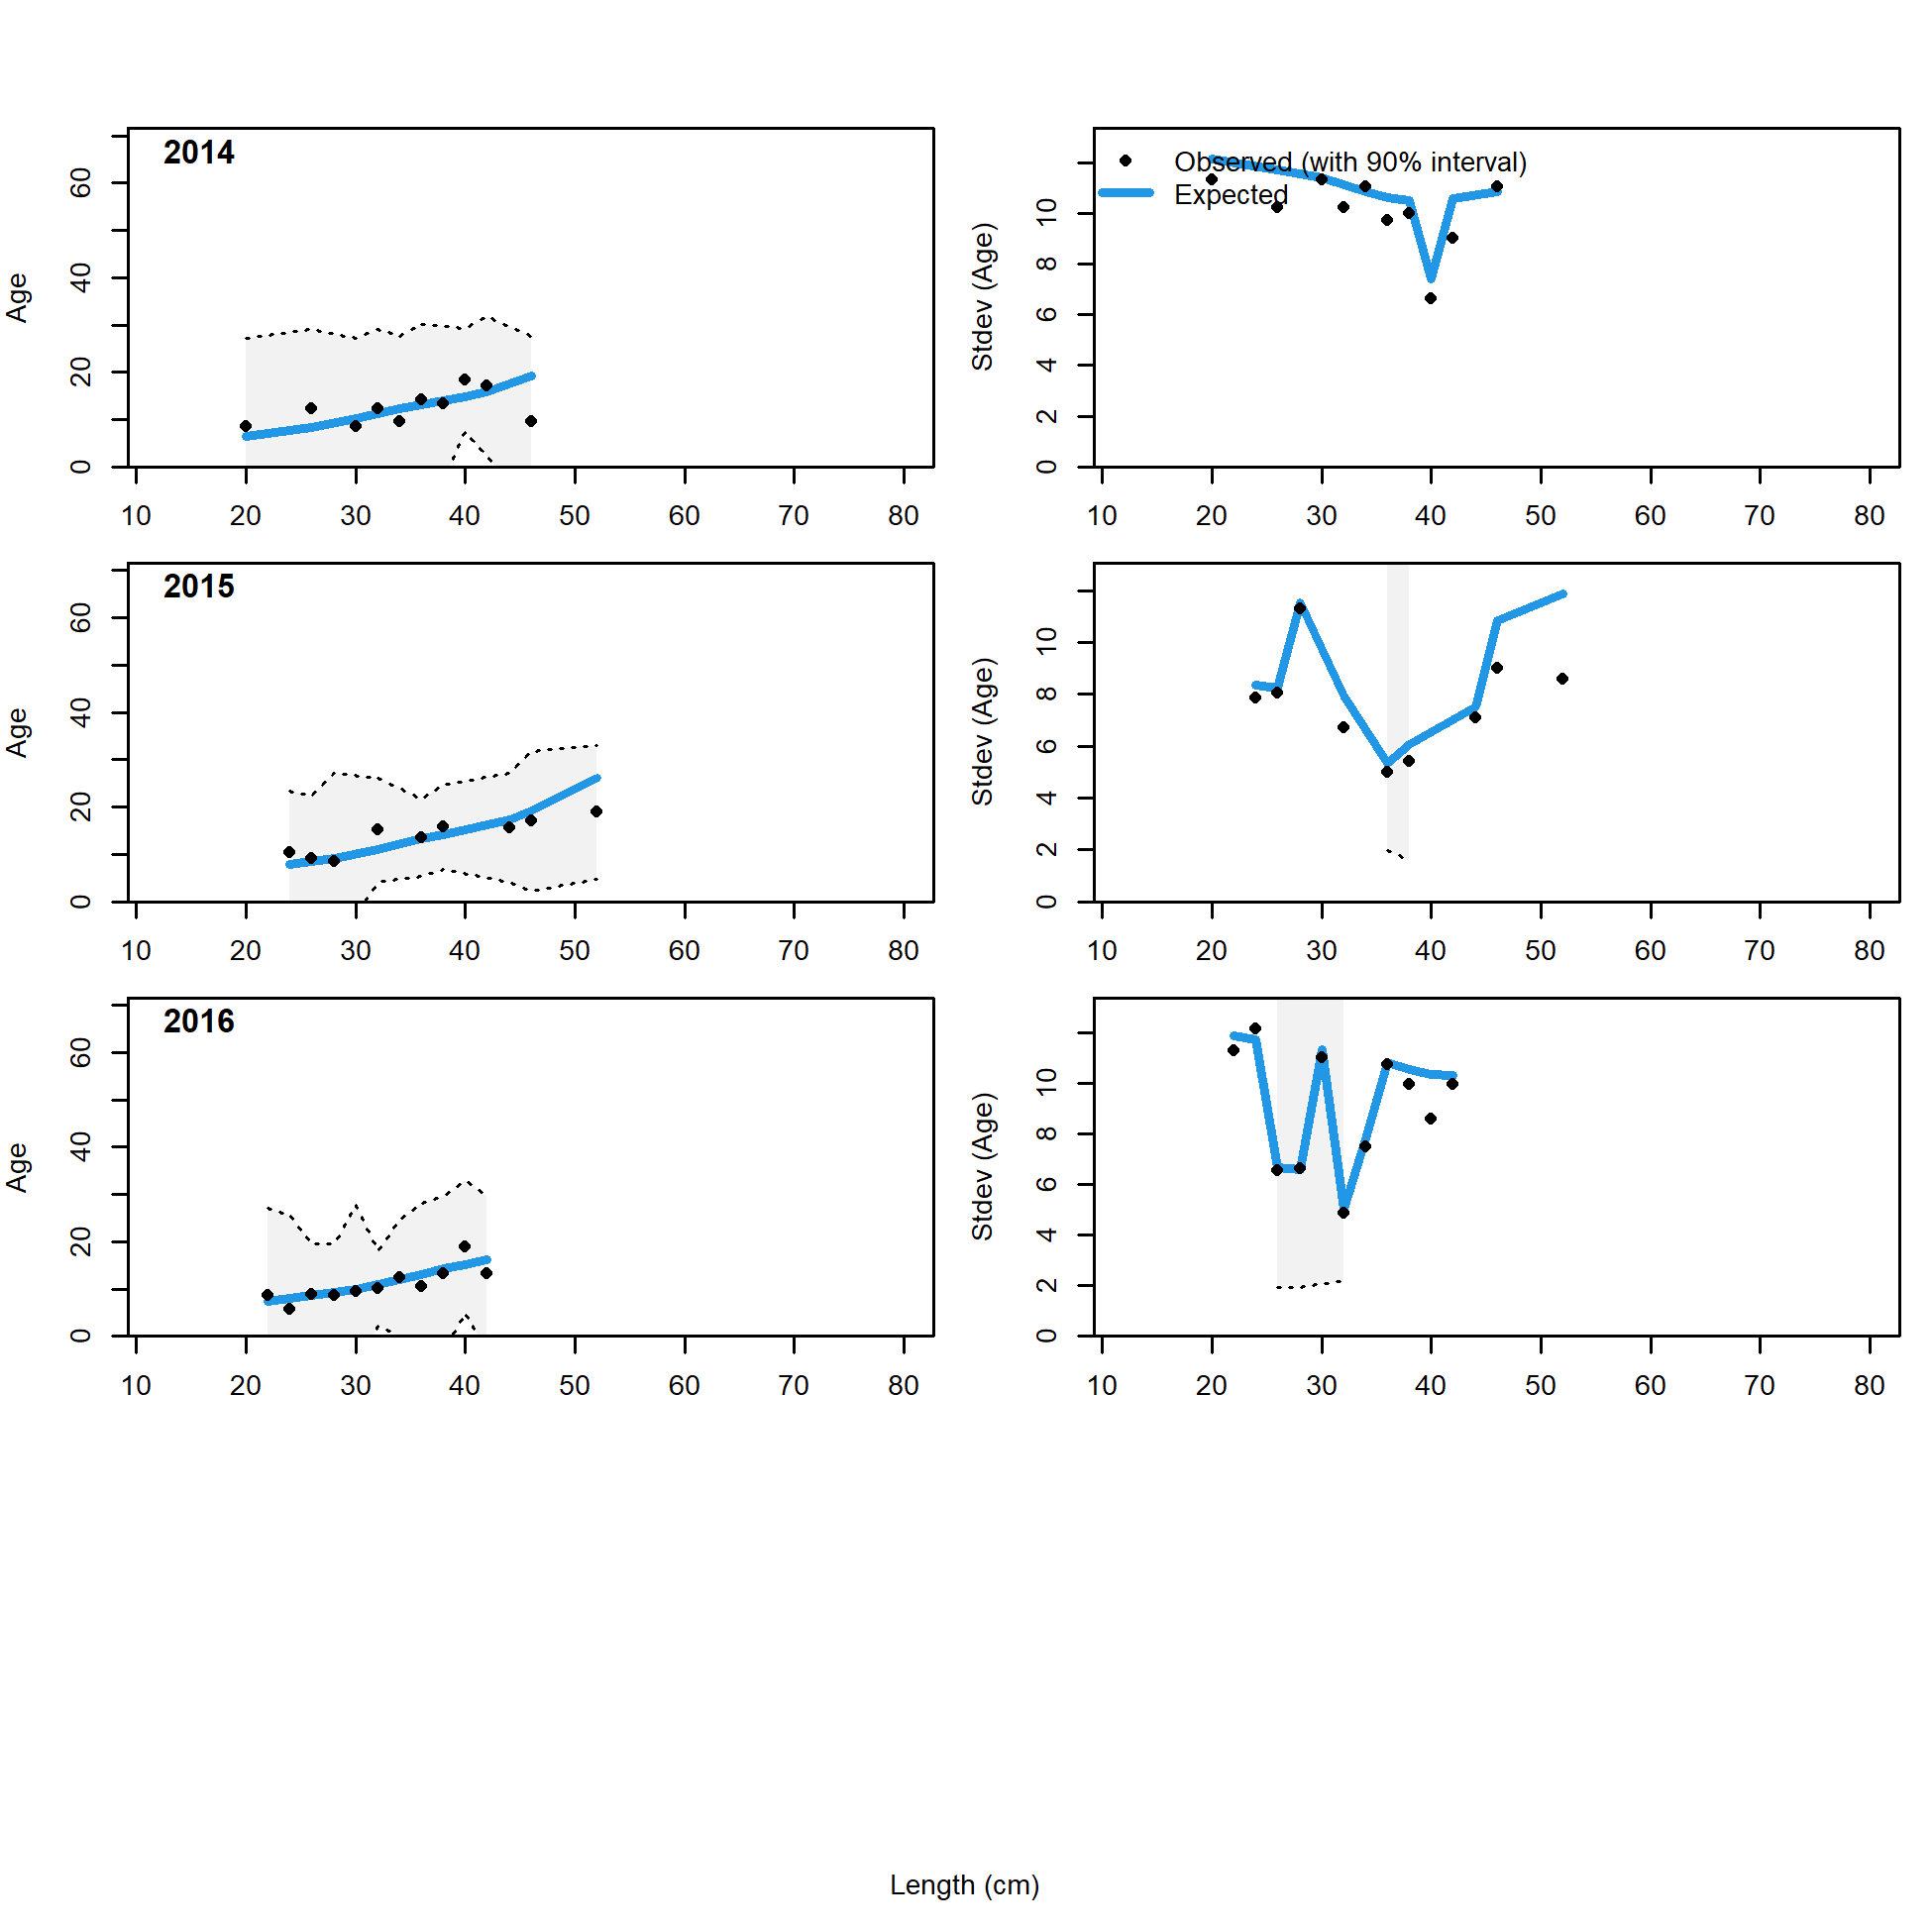 2014
Age
0 20 40 60
10 20 30 40 50 60 70 80
Observed (with 90% interval)
Expected
Stdev (Age)
0 2 4 6 8 10
10 20 30 40 50 60 70 80
2015
Age
0 20 40 60
10 20 30 40 50 60 70 80
Stdev (Age)
0 2 4 6 8 10
10 20 30 40 50 60 70 80
2016
Age
0 20 40 60
10 20 30 40 50 60 70 80
Stdev (Age)
0 2 4 6 8 10
10 20 30 40 50 60 70 80
Length (cm)